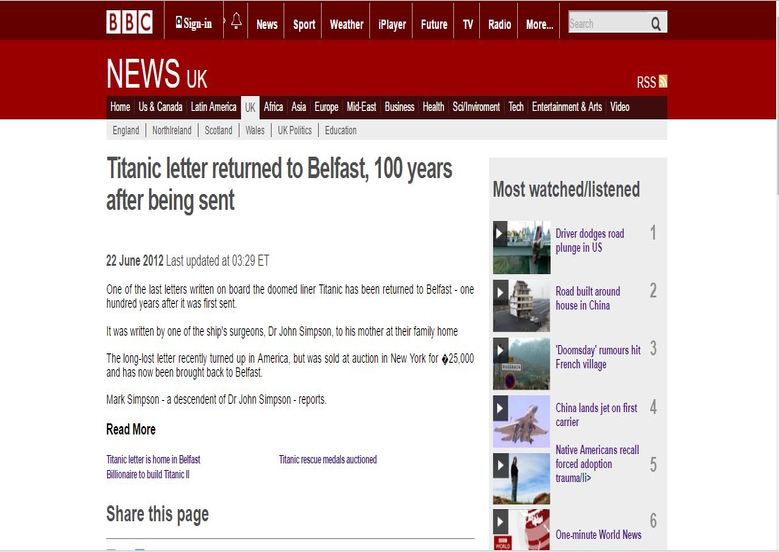 BBC Sign-in News Sport Weather iPlayer Future TV Radio More... Search
NEWS UK
RSS
Home Us & Canada Latin America UK Africa Asia Europe Mid-East Business Health Sci/Inviroment Tech Entertainment & Arts Video
England NorthIreland Scotland Wales UK Politics Education
Titanic letter returned to Belfast, 100 years
after being sent
22 June 2012 Last updated at 03:29 ET
One of the last letters written on board the doomed liner Titanic has been returned to Belfast - one
hundred years after it was first sent.
It was written by one of the ship's surgeons, Dr John Simpson, to his mother at their family home
The long-lost letter recently turned up in America, but was sold at auction in New York for �25,000
and has now been brought back to Belfast.
Mark Simpson - a descendent of Dr John Simpson - reports.
Read More
Titanic letter is home in Belfast
Titanic rescue medals auctioned
Billionaire to build Titanic II
Share this page
Most watched/listened
Driver dodges road
plunge in US
1
Road built around
house in China
2
'Doomsday' rumours hit
French village
3
China lands jet on first
carrier
4
Native Americans recall
forced adoption
trauma/li>
5
One-minute World News
6
WORLD